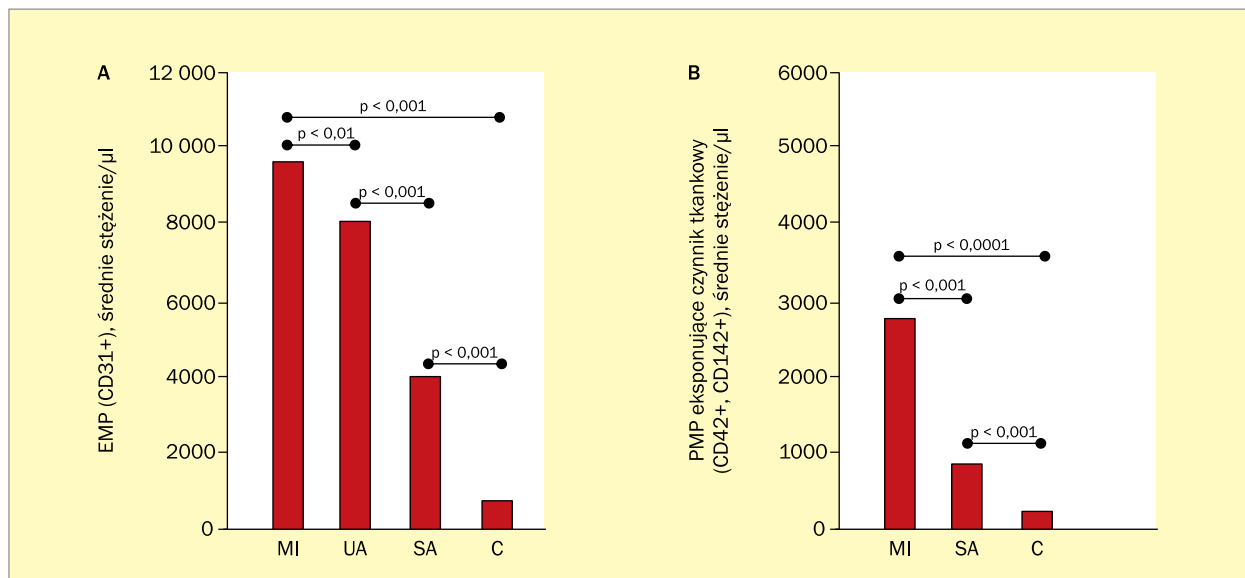 A
EMP (CD31+), średnie stężenie/µl
12 000
10 000
8000
6000
4000
2000
0
p < 0,001
p < 0,01
p < 0,001
p < 0,001
MI UA SA C
B
PMP eksponujące czynnik tkankowy
(CD42+, CD142+), średnie stężenie/µl
6000
5000
4000
3000
2000
1000
0
p < 0,0001
p < 0,001
p < 0,001
MI SA C